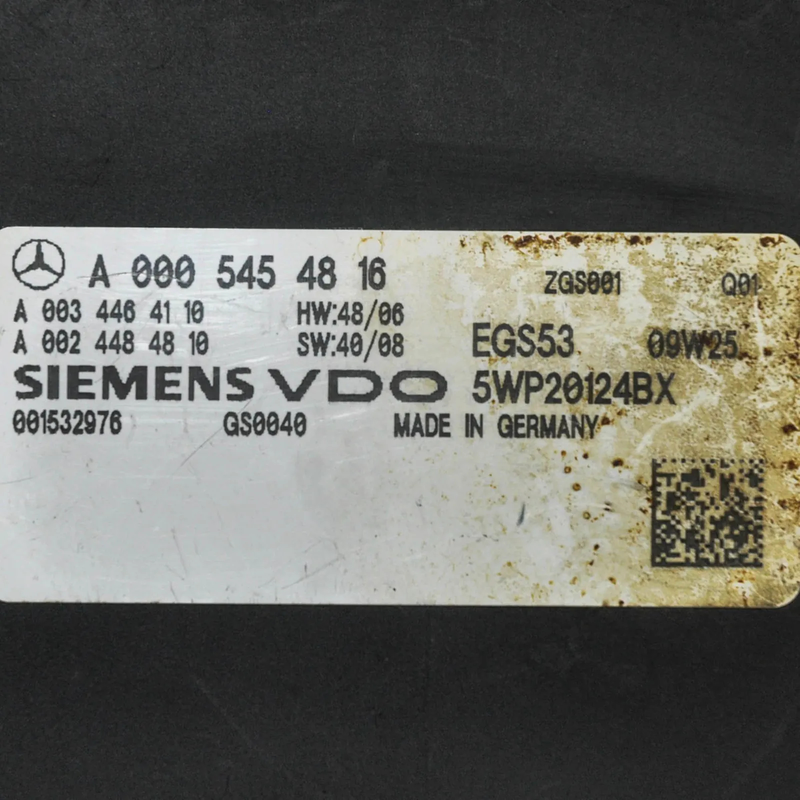 A 000 545 48 16 ZGS001 Q01
A 003 446 41 10 HW:48/06
A 002 448 48 10 SW:40/08 EGS53 09W25
SIEMENS VDO 5WP20124BX
001532976 GS0040 MADE IN GERMANY